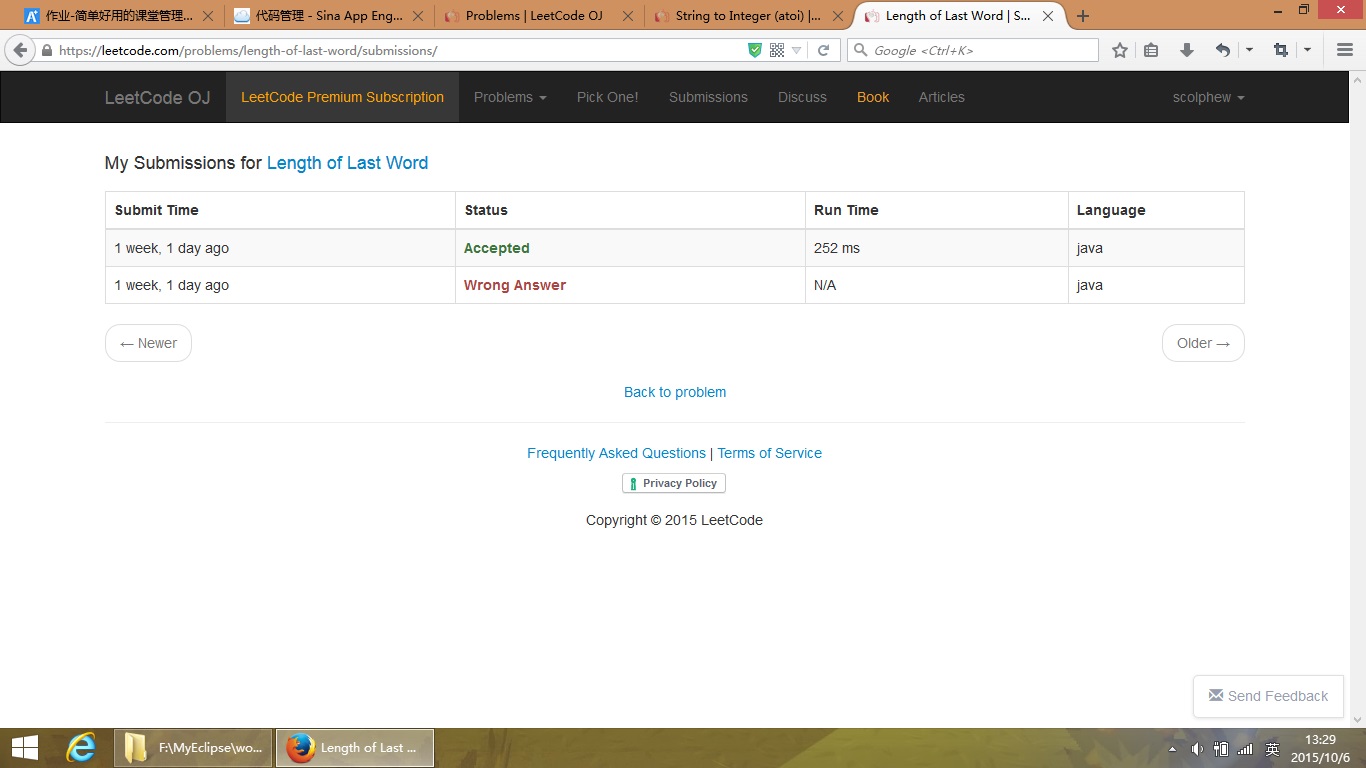 作业-简单好用的课堂管理... 代码管理 - Sina App Eng... Problems | LeetCode OJ String to Integer (atoi) |... Length of Last Word | S...
https://leetcode.com/problems/length-of-last-word/submissions/ Google <Ctrl+K>
LeetCode OJ LeetCode Premium Subscription Problems Pick One! Submissions Discuss Book Articles scolphew
My Submissions for Length of Last Word
Submit Time Status Run Time Language
1 week, 1 day ago Accepted 252 ms java
1 week, 1 day ago Wrong Answer N/A java
← Newer Older →
Back to problem
Frequently Asked Questions | Terms of Service
Privacy Policy
Copyright © 2015 LeetCode
Send Feedback
F:\MyEclipse\wo... Length of Last ... 英 13:29
2015/10/6